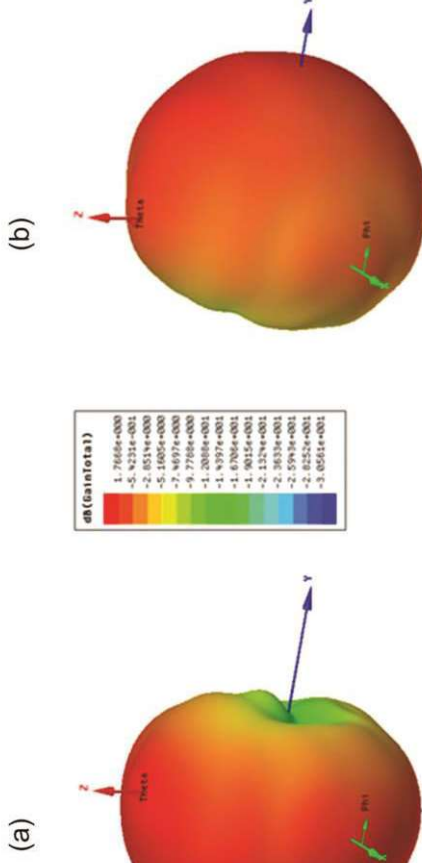 (a)
Z
Theta
Y
Phi
X
dB(GainTotal)
1.7668e+000
-5.4231e-001
-2.8514e+000
-5.1605e+000
-7.4697e+000
-9.7788e+000
-1.2088e+001
-1.4397e+001
-1.6706e+001
-1.9015e+001
-2.1324e+001
-2.3633e+001
-2.5943e+001
-2.8252e+001
-3.0561e+001
(b)
Z
Theta
Y
Phi
X